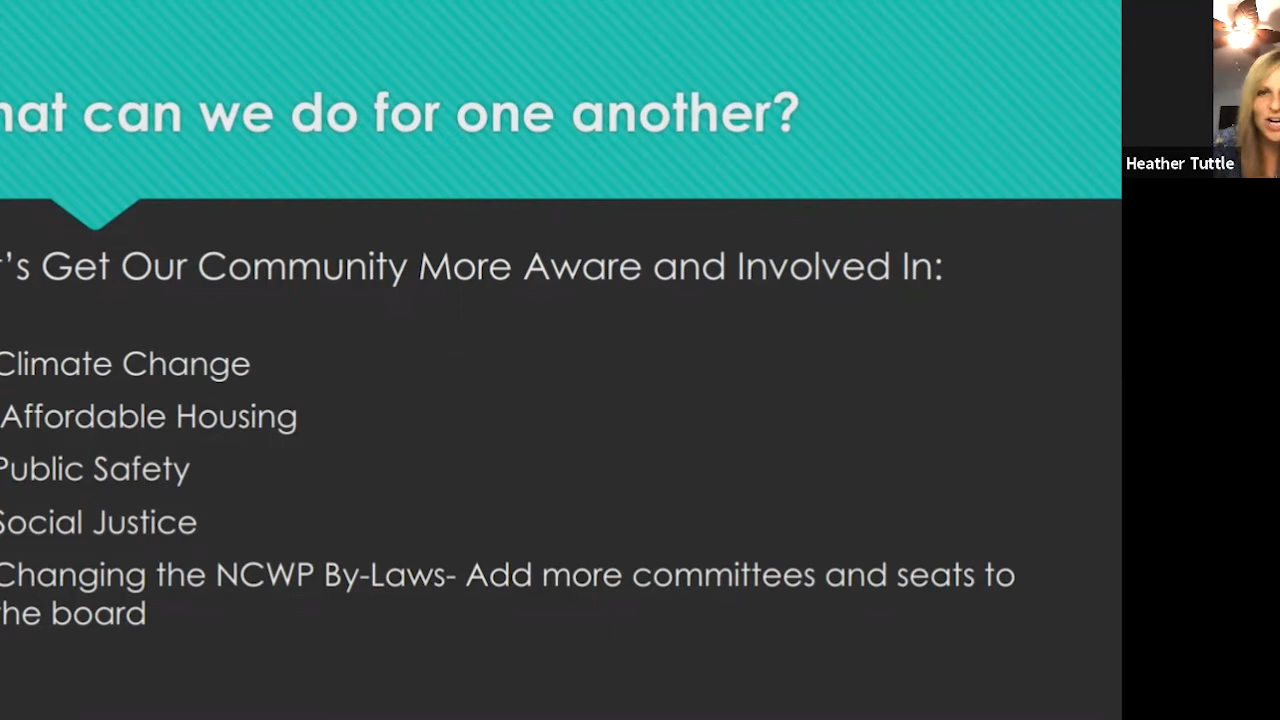 hat can we do for one another?
Heather Tuttle
t's Get Our Community More Aware and Involved In:
Climate Change
Affordable Housing
Public Safety
Social Justice
Changing the NCWP By-Laws- Add more committees and seats to
the board